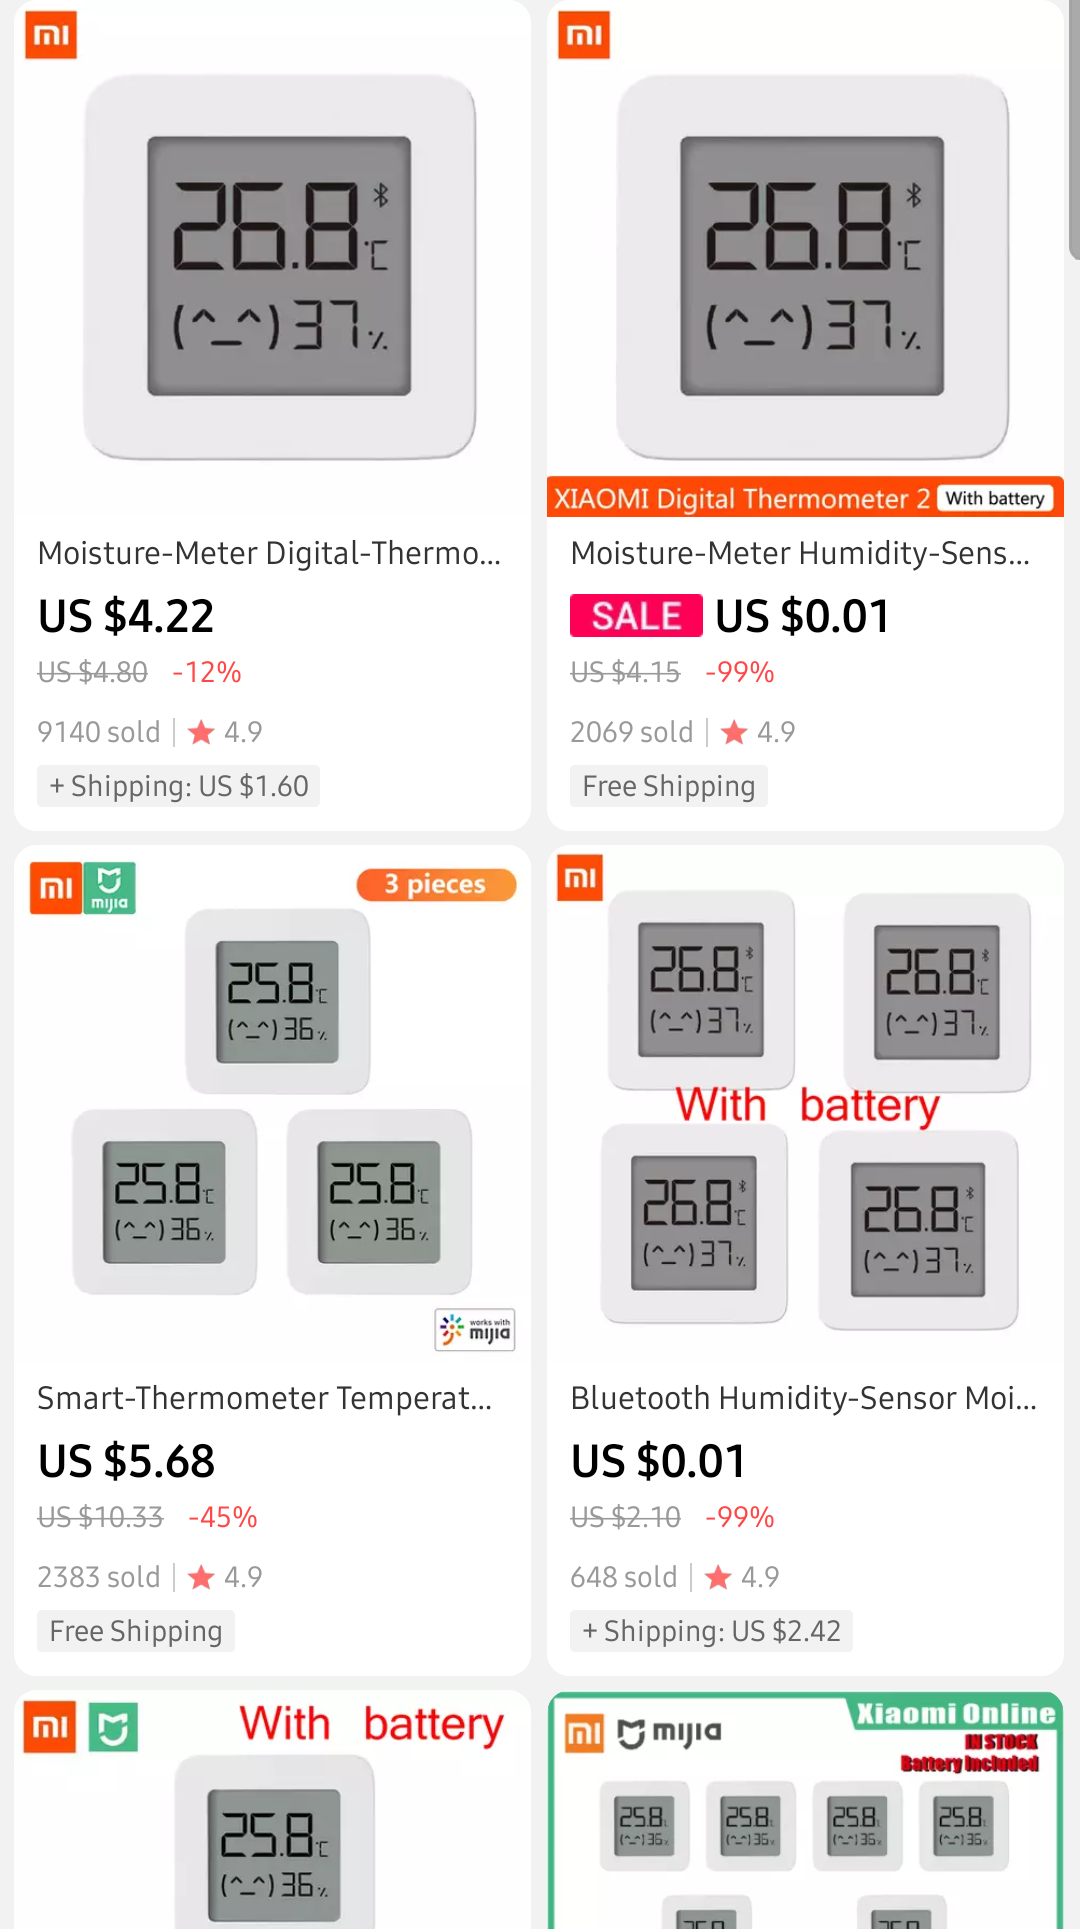 mi
26.8 °C
(^_^) 37 %
Moisture-Meter Digital-Thermo...
US $4.22
US $4.80 -12%
9140 sold | ★ 4.9
+ Shipping: US $1.60
mi
26.8 °C
(^_^) 37 %
XIAOMI Digital Thermometer 2 With battery
Moisture-Meter Humidity-Sens...
SALE US $0.01
US $4.15 -99%
2069 sold | ★ 4.9
Free Shipping
mi mijia
3 pieces
25.8 °C
(^_^) 36 %
25.8 °C
(^_^) 36 %
25.8 °C
(^_^) 36 %
works with
mijia
Smart-Thermometer Temperat...
US $5.68
US $10.33 -45%
2383 sold | ★ 4.9
Free Shipping
mi
26.8 °C
(^_^) 37 %
26.8 °C
(^_^) 37 %
With battery
26.8 °C
(^_^) 37 %
26.8 °C
(^_^) 37 %
Bluetooth Humidity-Sensor Moi...
US $0.01
US $2.10 -99%
648 sold | ★ 4.9
+ Shipping: US $2.42
mi
With battery
25.8 °C
(^_^) 36 %
mi mijia
Xiaomi Online
IN STOCK
Battery Included
25.8 25.8 25.8 25.8
(^_^) 36% (^_^) 36% (^_^) 36% (^_^) 36%